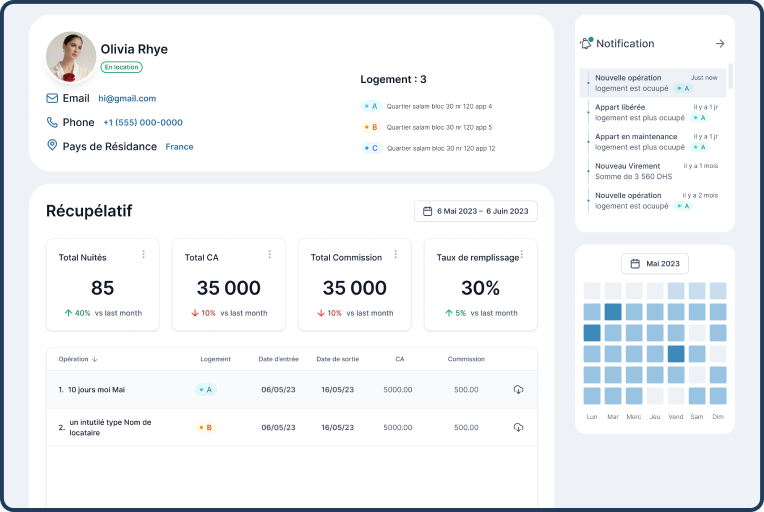 Olivia Rhye
En location
Email hi@gmail.com
Phone +1 (555) 000-0000
Pays de Résidance France
Logement : 3
A Quartier salam bloc 30 nr 120 app 4
B Quartier salam bloc 30 nr 120 app 5
C Quartier salam bloc 30 nr 120 app 12
Récupélatif
6 Mai 2023 – 6 Juin 2023
Total Nuités
85
40% vs last month
Total CA
35 000
10% vs last month
Total Commission
35 000
10% vs last month
Taux de remplissage
30%
5% vs last month
Opération Logement Date d'entrée Date de sortie CA Commission
1. 10 jours moi Mai A 06/05/23 16/05/23 5000.00 500.00
2. un intutilé type Nom de
locataire B 06/05/23 16/05/23 5000.00 500.00
Notification
Nouvelle opération Just now
logement est ocuupé A
Appart libérée il y a 1 jr
logement est plus ocuupé A
Appart en maintenance il y a 1 jr
logement est plus ocuupé A
Nouveau Virement il y a 1 mois
Somme de 3 560 DHS
Nouvelle opération il y a 2 mois
logement est ocuupé A
Mai 2023
Lun Mar Merc Jeu Vend Sam Dim